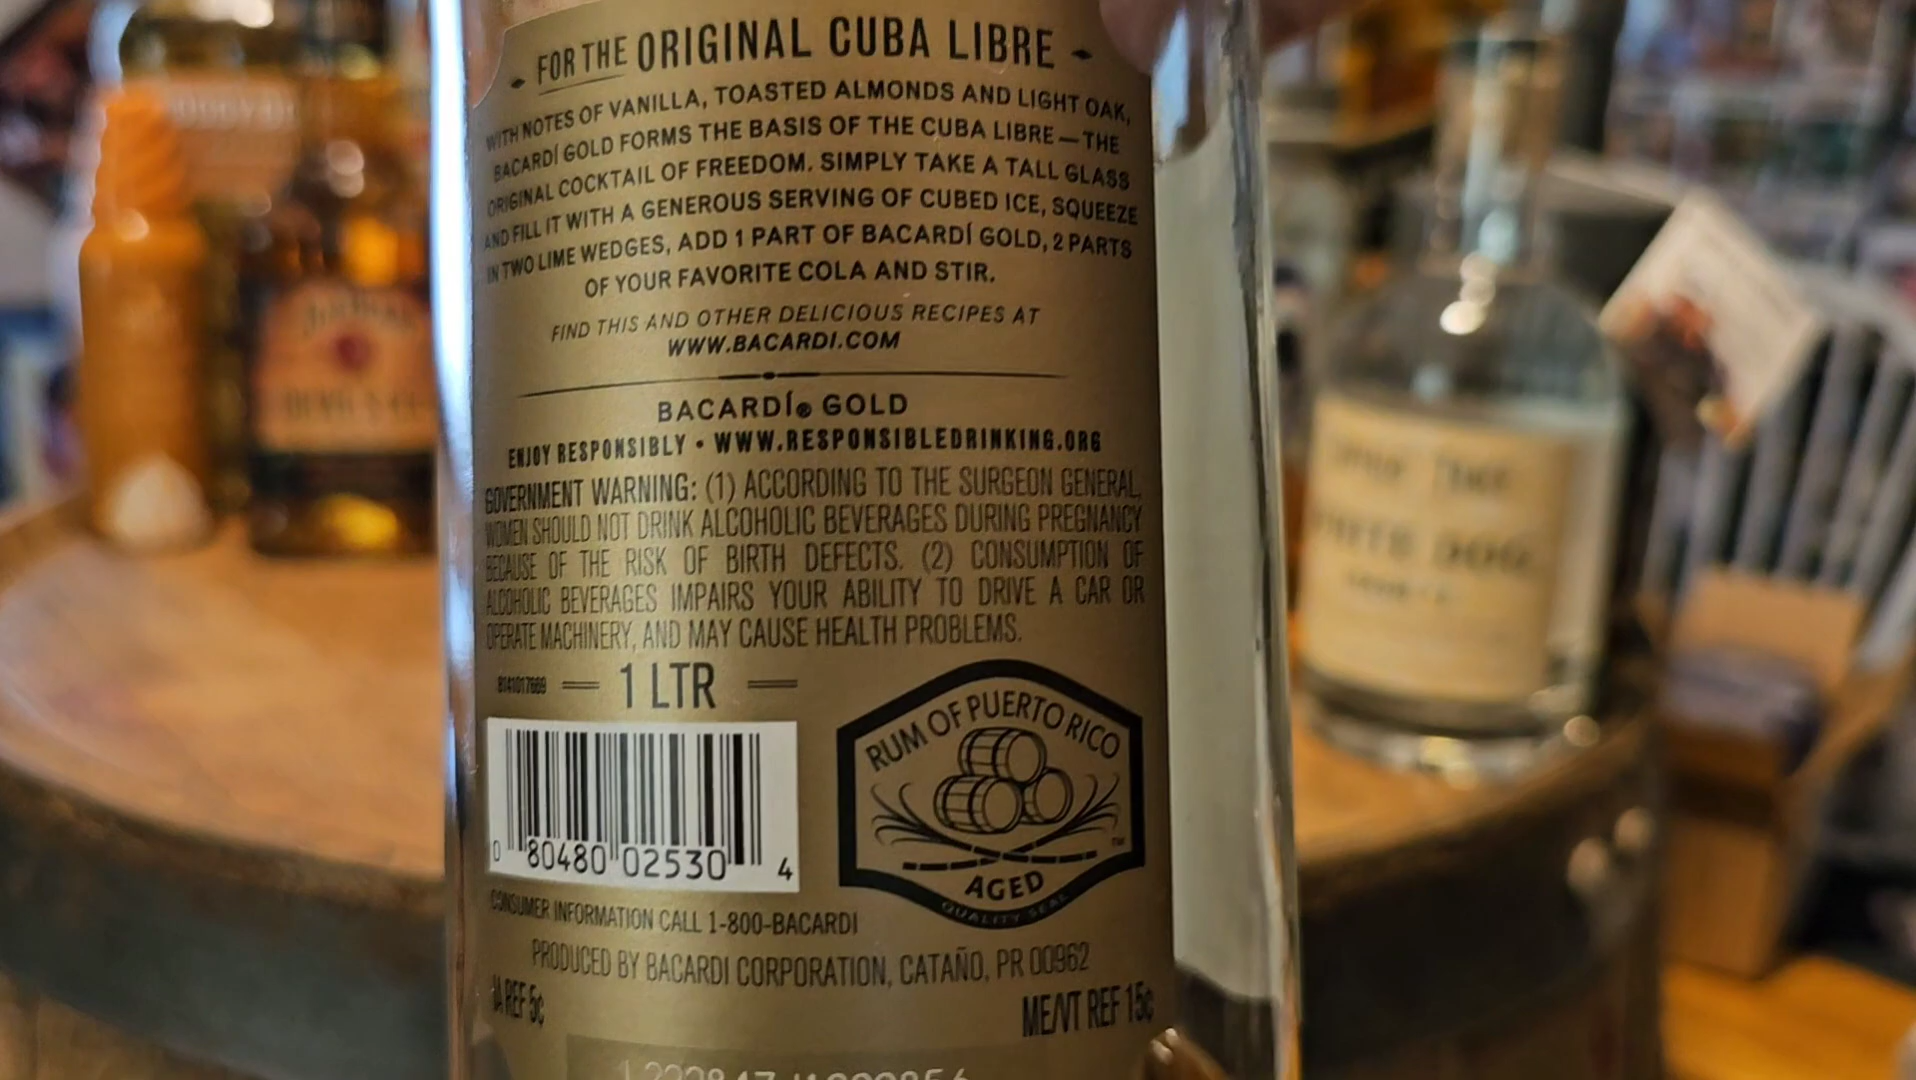 FOR THE ORIGINAL CUBA LIBRE
WITH NOTES OF VANILLA, TOASTED ALMONDS AND LIGHT OAK,
BACARDÍ GOLD FORMS THE BASIS OF THE CUBA LIBRE—THE
ORIGINAL COCKTAIL OF FREEDOM. SIMPLY TAKE A TALL GLASS
AND FILL IT WITH A GENEROUS SERVING OF CUBED ICE, SQUEEZE
IN TWO LIME WEDGES, ADD 1 PART OF BACARDÍ GOLD, 2 PARTS
OF YOUR FAVORITE COLA AND STIR.
FIND THIS AND OTHER DELICIOUS RECIPES AT
WWW.BACARDI.COM
BACARDÍ® GOLD
ENJOY RESPONSIBLY • WWW.RESPONSIBLEDRINKING.ORG
GOVERNMENT WARNING: (1) ACCORDING TO THE SURGEON GENERAL,
WOMEN SHOULD NOT DRINK ALCOHOLIC BEVERAGES DURING PREGNANCY
BECAUSE OF THE RISK OF BIRTH DEFECTS. (2) CONSUMPTION OF
ALCOHOLIC BEVERAGES IMPAIRS YOUR ABILITY TO DRIVE A CAR OR
OPERATE MACHINERY, AND MAY CAUSE HEALTH PROBLEMS.
1 LTR
0 80480 02530 4
RUM OF PUERTO RICO
™
AGED
QUALITY SEAL
CONSUMER INFORMATION CALL 1-800-BACARDI
PRODUCED BY BACARDI CORPORATION, CATAÑO, PR 00962
IA REF 5¢
ME/VT REF 15¢
WHITE DOG